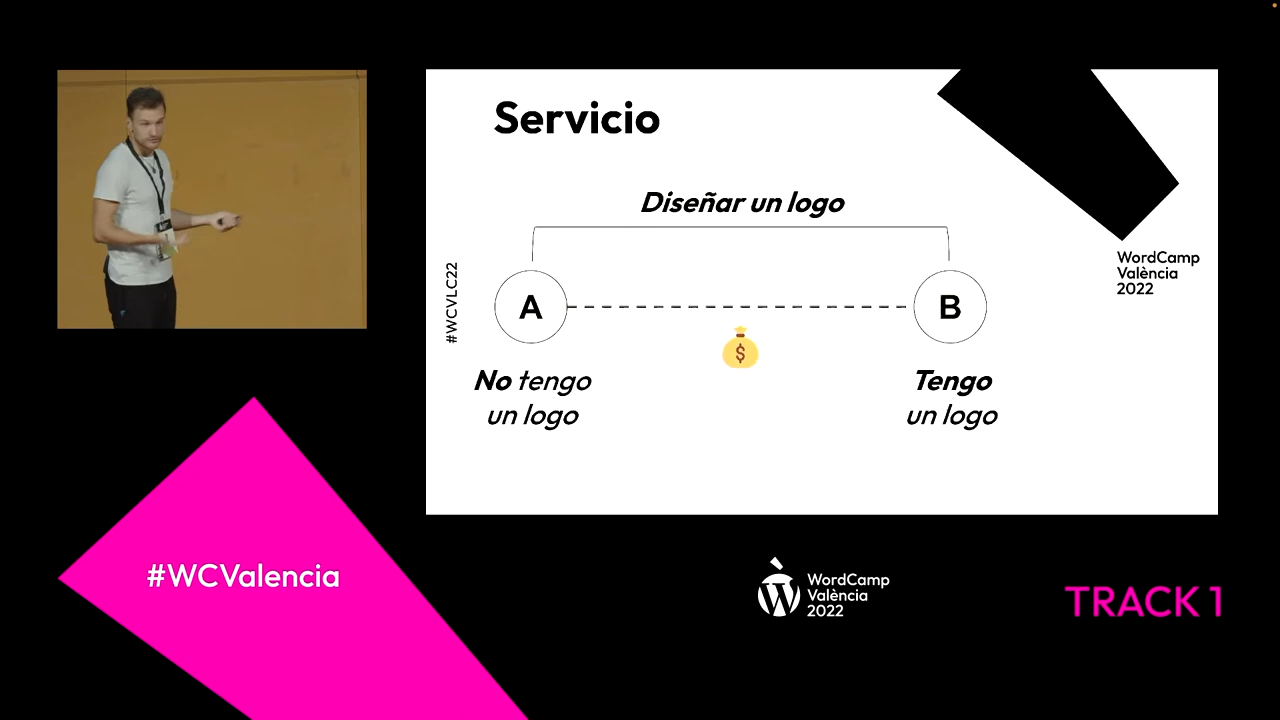 Servicio
Diseñar un logo
#WCVLC22
A
B
$
No tengo
un logo
Tengo
un logo
WordCamp
València
2022
#WCValencia
WordCamp
València
2022
TRACK 1